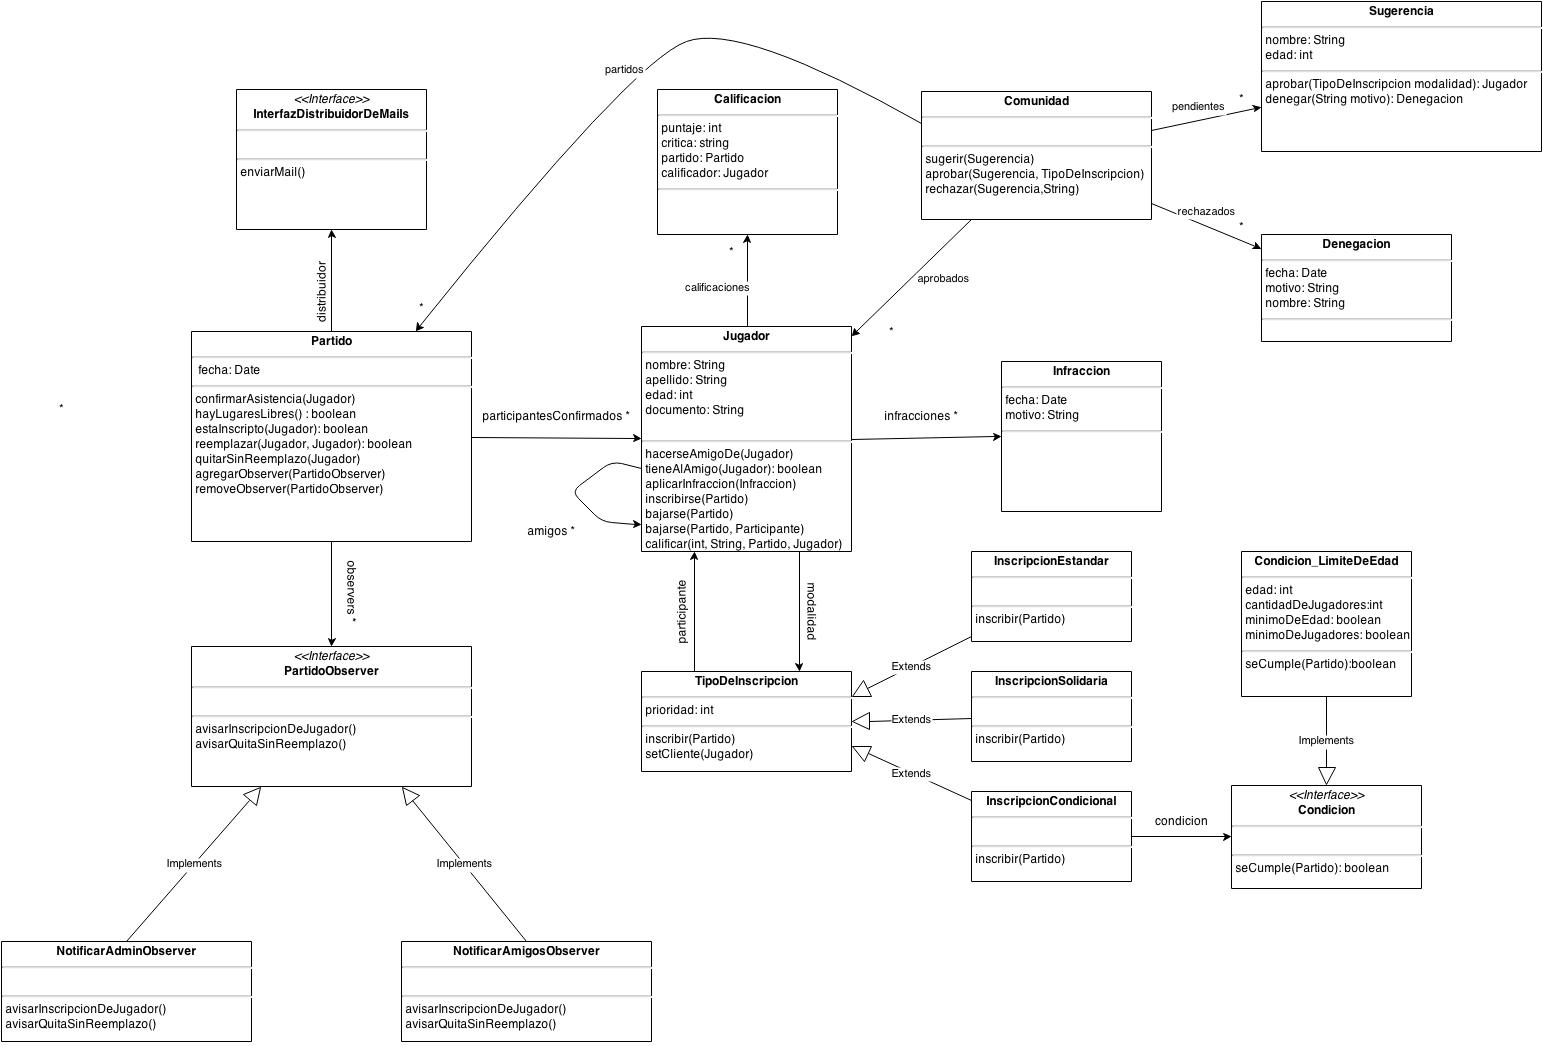 Sugerencia
nombre: String
edad: int
aprobar(TipoDeInscripcion modalidad): Jugador
denegar(String motivo): Denegacion
partidos
<<Interface>>
InterfazDistribuidorDeMails
enviarMail()
Calificacion
puntaje: int
critica: string
partido: Partido
calificador: Jugador
Comunidad
sugerir(Sugerencia)
aprobar(Sugerencia, TipoDeInscripcion)
rechazar(Sugerencia,String)
pendientes
*
rechazados
*
Denegacion
fecha: Date
motivo: String
nombre: String
distribuidor
*
calificaciones
*
aprobados
*
Partido
fecha: Date
confirmarAsistencia(Jugador)
hayLugaresLibres() : boolean
estaInscripto(Jugador): boolean
reemplazar(Jugador, Jugador): boolean
quitarSinReemplazo(Jugador)
agregarObserver(PartidoObserver)
removeObserver(PartidoObserver)
*
participantesConfirmados *
Jugador
nombre: String
apellido: String
edad: int
documento: String
hacerseAmigoDe(Jugador)
tieneAlAmigo(Jugador): boolean
aplicarInfraccion(Infraccion)
inscribirse(Partido)
bajarse(Partido)
bajarse(Partido, Participante)
calificar(int, String, Partido, Jugador)
amigos *
infracciones *
Infraccion
fecha: Date
motivo: String
observers *
participante
modalidad
<<Interface>>
PartidoObserver
avisarInscripcionDeJugador()
avisarQuitaSinReemplazo()
TipoDeInscripcion
prioridad: int
inscribir(Partido)
setCliente(Jugador)
InscripcionEstandar
inscribir(Partido)
Extends
InscripcionSolidaria
inscribir(Partido)
Extends
InscripcionCondicional
inscribir(Partido)
Extends
condicion
Condicion_LimiteDeEdad
edad: int
cantidadDeJugadores:int
minimoDeEdad: boolean
minimoDeJugadores: boolean
seCumple(Partido):boolean
Implements
<<Interface>>
Condicion
seCumple(Partido): boolean
Implements
Implements
NotificarAdminObserver
avisarInscripcionDeJugador()
avisarQuitaSinReemplazo()
NotificarAmigosObserver
avisarInscripcionDeJugador()
avisarQuitaSinReemplazo()